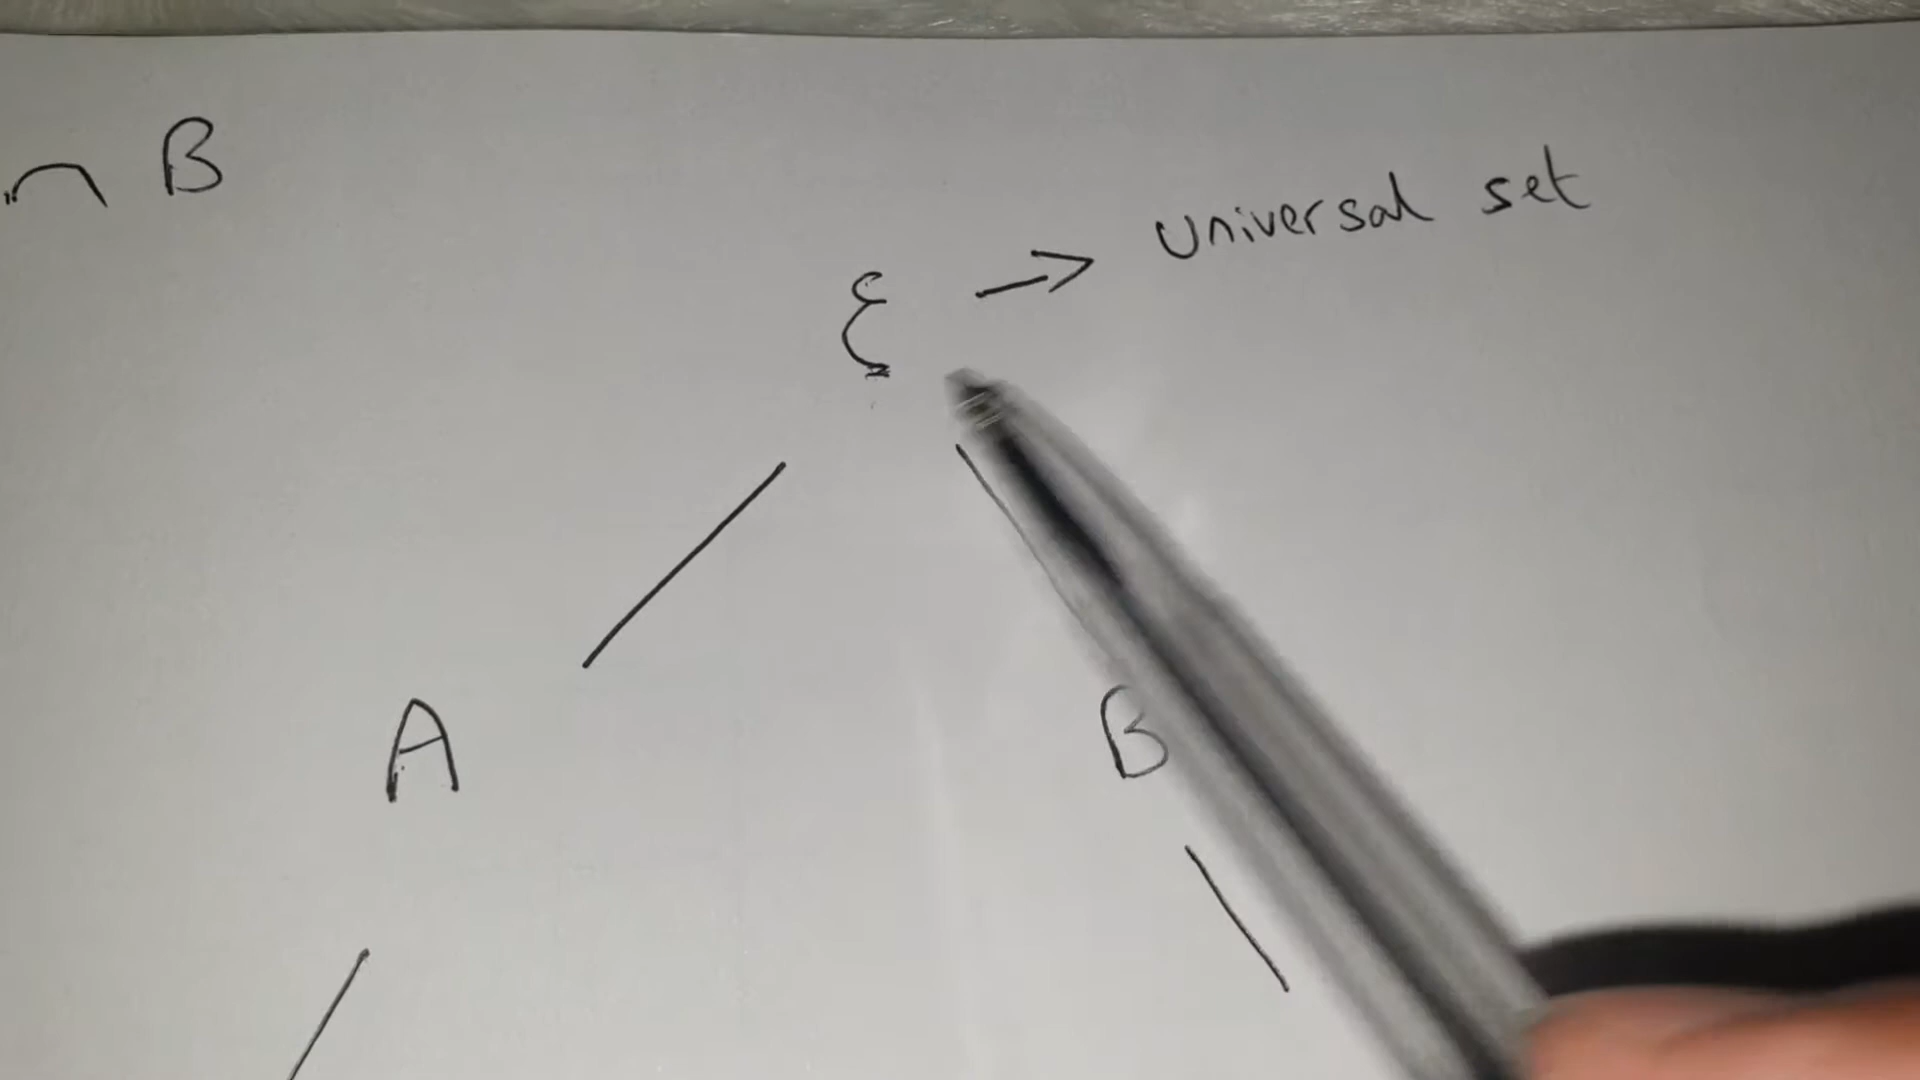 ∩ B
ξ → Universal set
A
B